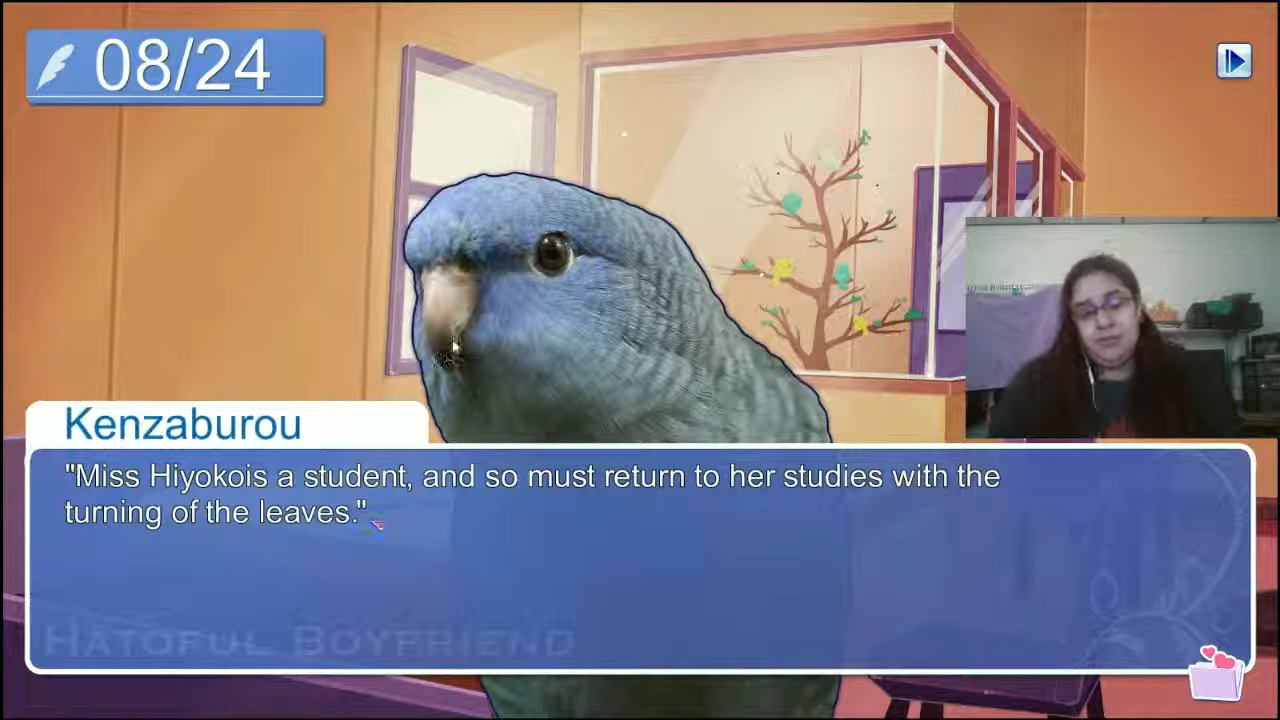 08/24
Kenzaburou
"Miss Hiyokois a student, and so must return to her studies with the
turning of the leaves."
HATOFUL BOYFRIEND